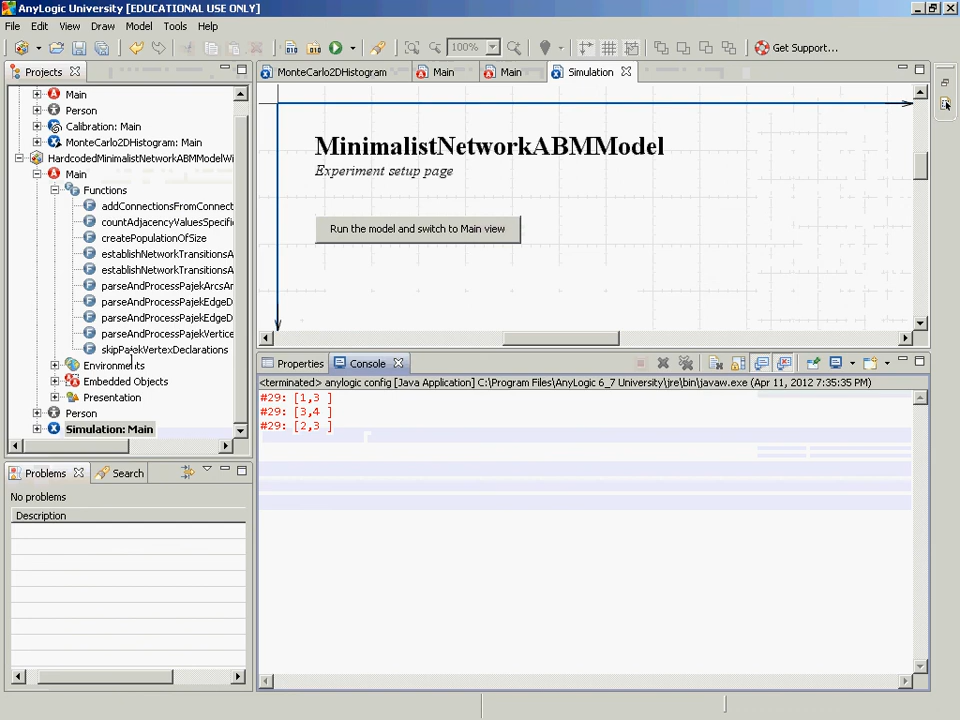 AnyLogic University [EDUCATIONAL USE ONLY]
File Edit View Draw Model Tools Help
100% Get Support...
Projects
MonteCarlo2DHistogram Main Main Simulation
Main
Person
Calibration: Main
MonteCarlo2DHistogram: Main
HardcodedMinimalistNetworkABMModelWi
Main
Functions
addConnectionsFromConnect
countAdjacencyValuesSpecifi
createPopulationOfSize
establishNetworkTransitionsA
establishNetworkTransitionsA
parseAndProcessPajekArcsAr
parseAndProcessPajekEdgeD
parseAndProcessPajekEdgeD
parseAndProcessPajekVertice
skipPajekVertexDeclarations
Environments
Embedded Objects
Presentation
Person
Simulation: Main
MinimalistNetworkABMModel
Experiment setup page
Run the model and switch to Main view
Properties Console
<terminated> anylogic config [Java Application] C:\Program Files\AnyLogic 6_7 University\jre\bin\javaw.exe (Apr 11, 2012 7:35:35 PM)
#29: [1,3 ]
#29: [3,4 ]
#29: [2,3 ]
Problems Search
No problems
Description